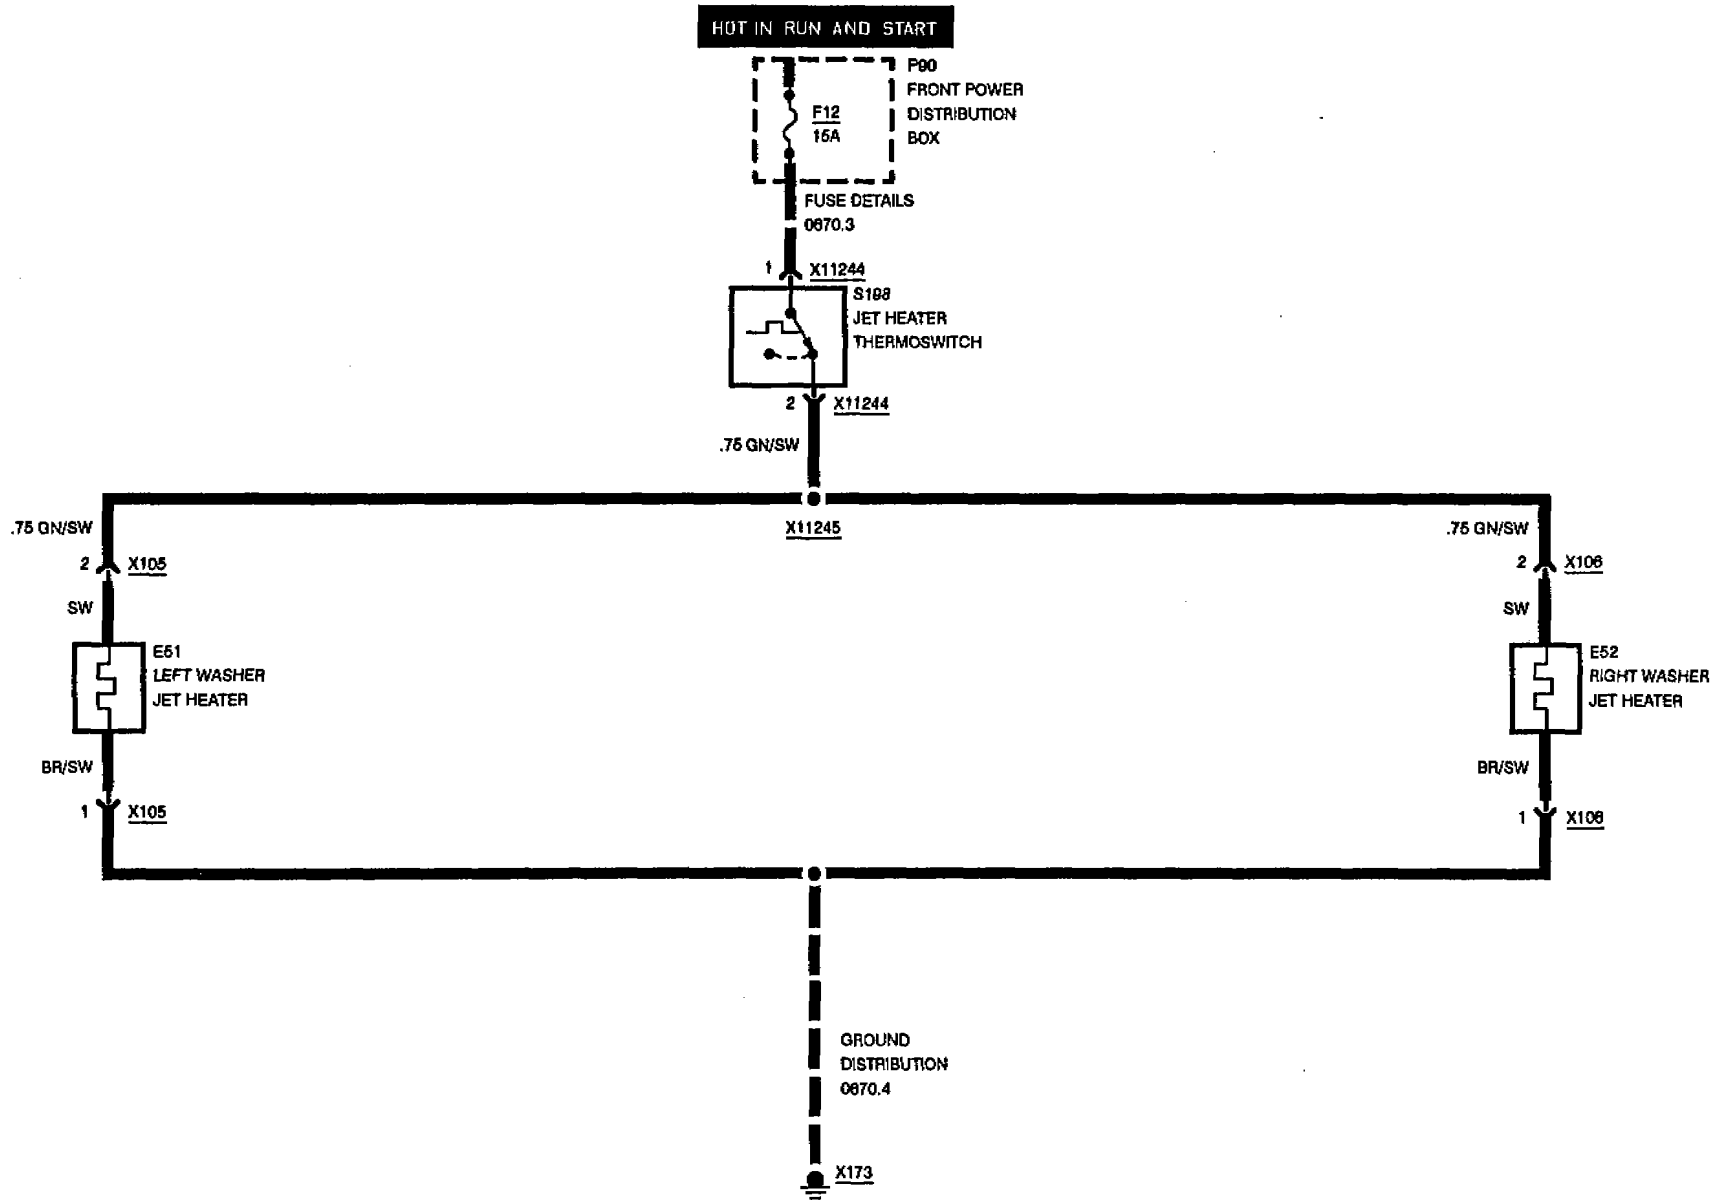 HOT IN RUN AND START
P90
FRONT POWER
DISTRIBUTION
BOX
F12
15A
FUSE DETAILS
0670.3
1
X11244
S198
JET HEATER
THERMOSWITCH
2
X11244
.75 GN/SW
X11245
.75 GN/SW
.75 GN/SW
2
X105
2
X106
SW
SW
E51
LEFT WASHER
JET HEATER
E52
RIGHT WASHER
JET HEATER
BR/SW
BR/SW
1
X105
1
X106
GROUND
DISTRIBUTION
0670.4
X173